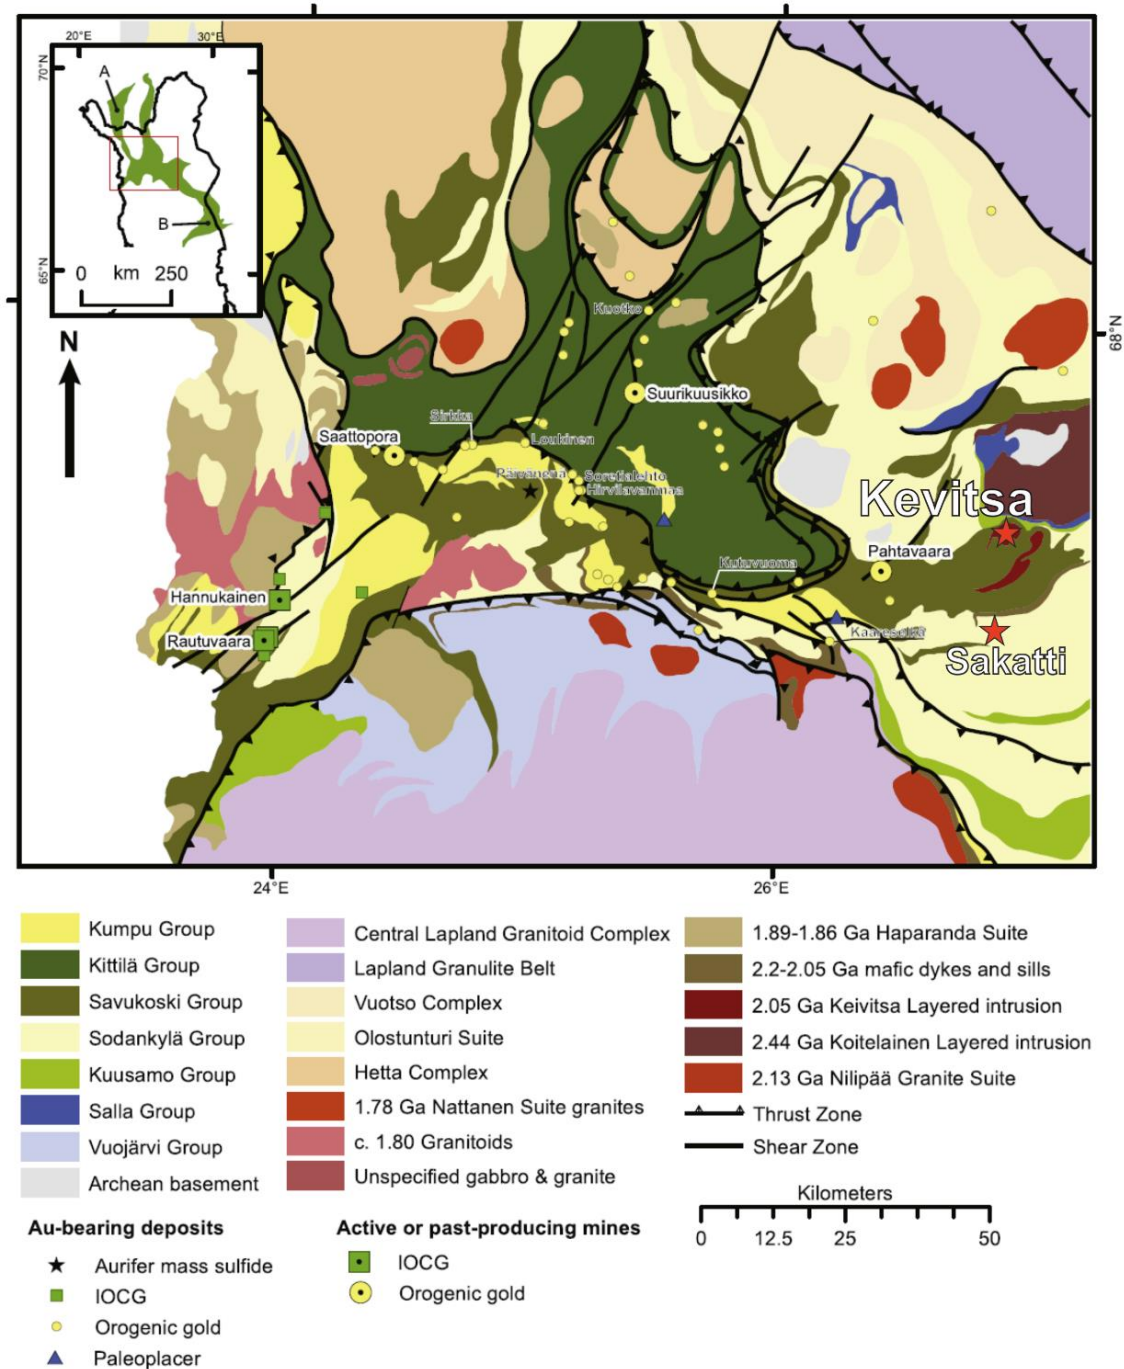 20°E
30°E
70°N
A
B
65°N
0 km 250
N
68°N
Kuotko
Suurikuusikko
Sirkka
Saattopora
Loukinen
Soretialehto
Hirvilavanmaa
Kevitsa
Pahtavaara
Kutuvuoma
Hannukainen
Rautuvaara
Kaareselkä
Sakatti
24°E
26°E
Kumpu Group
Kittilä Group
Savukoski Group
Sodankylä Group
Kuusamo Group
Salla Group
Vuojärvi Group
Archean basement
Central Lapland Granitoid Complex
Lapland Granulite Belt
Vuotso Complex
Olostunturi Suite
Hetta Complex
1.78 Ga Nattanen Suite granites
c. 1.80 Granitoids
Unspecified gabbro & granite
1.89-1.86 Ga Haparanda Suite
2.2-2.05 Ga mafic dykes and sills
2.05 Ga Keivitsa Layered intrusion
2.44 Ga Koitelainen Layered intrusion
2.13 Ga Nilipää Granite Suite
Thrust Zone
Shear Zone
Kilometers
0 12.5 25 50
Au-bearing deposits
Aurifer mass sulfide
IOCG
Orogenic gold
Paleoplacer
Active or past-producing mines
IOCG
Orogenic gold